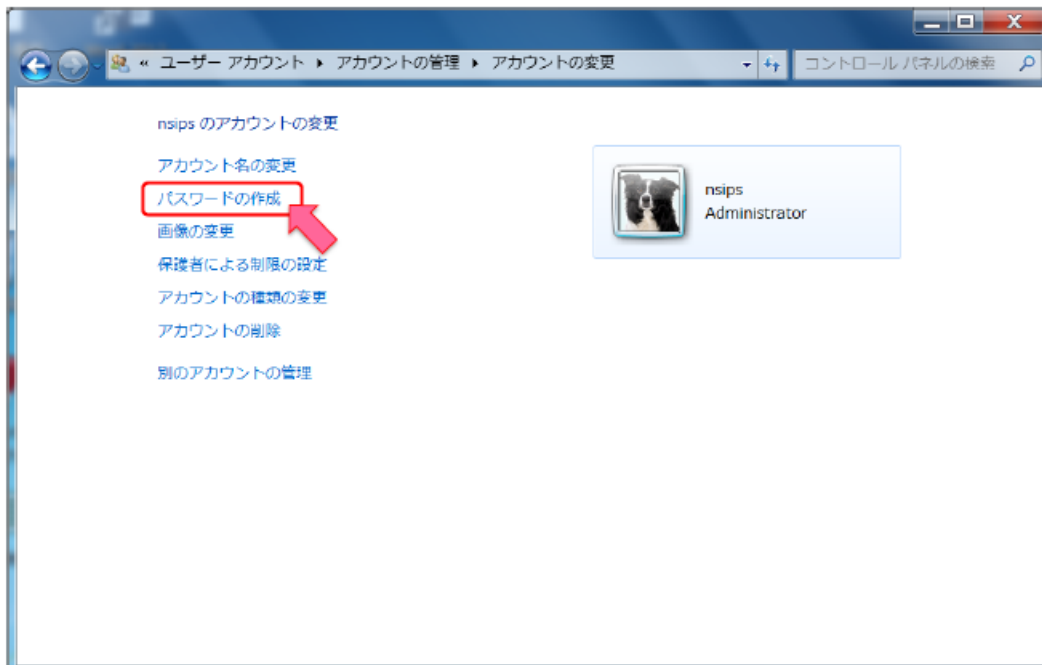 « ユーザー アカウント ▸ アカウントの管理 ▸ アカウントの変更
コントロール パネルの検索
nsips のアカウントの変更
アカウント名の変更
パスワードの作成
画像の変更
保護者による制限の設定
アカウントの種類の変更
アカウントの削除
別のアカウントの管理
nsips
Administrator